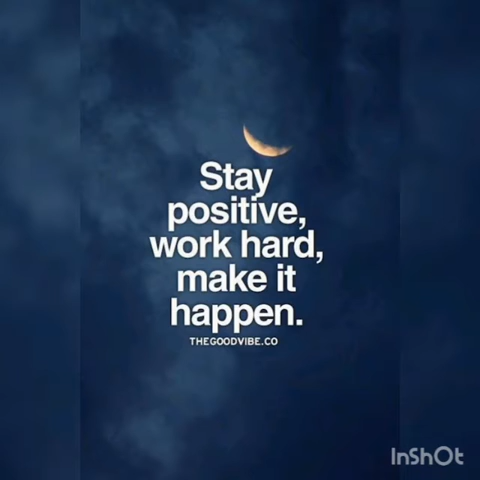 Stay
positive,
work hard,
make it
happen.
THEGOODVIBE.CO
InShOt